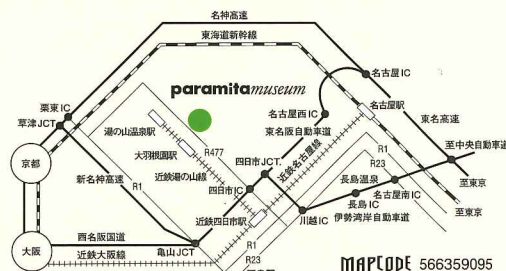 名神高速
東海道新幹線
paramitamuseum
栗東IC
草津JCT
名古屋IC
名古屋駅
名古屋西IC
東名阪自動車道
東名高速
至中央自動車道
湯の山温泉駅
大羽根園駅
R477
近鉄湯の山線
四日市JCT.
近鉄名古屋線
R1
R23
京都
新名神高速
R1
四日市IC
長島温泉
名古屋南IC
至東京
長島IC
伊勢湾岸自動車道
至東京
近鉄四日市駅
川越IC
大阪
西名阪国道
近鉄大阪線
亀山JCT
R1
R23
MAPCODE 566359095